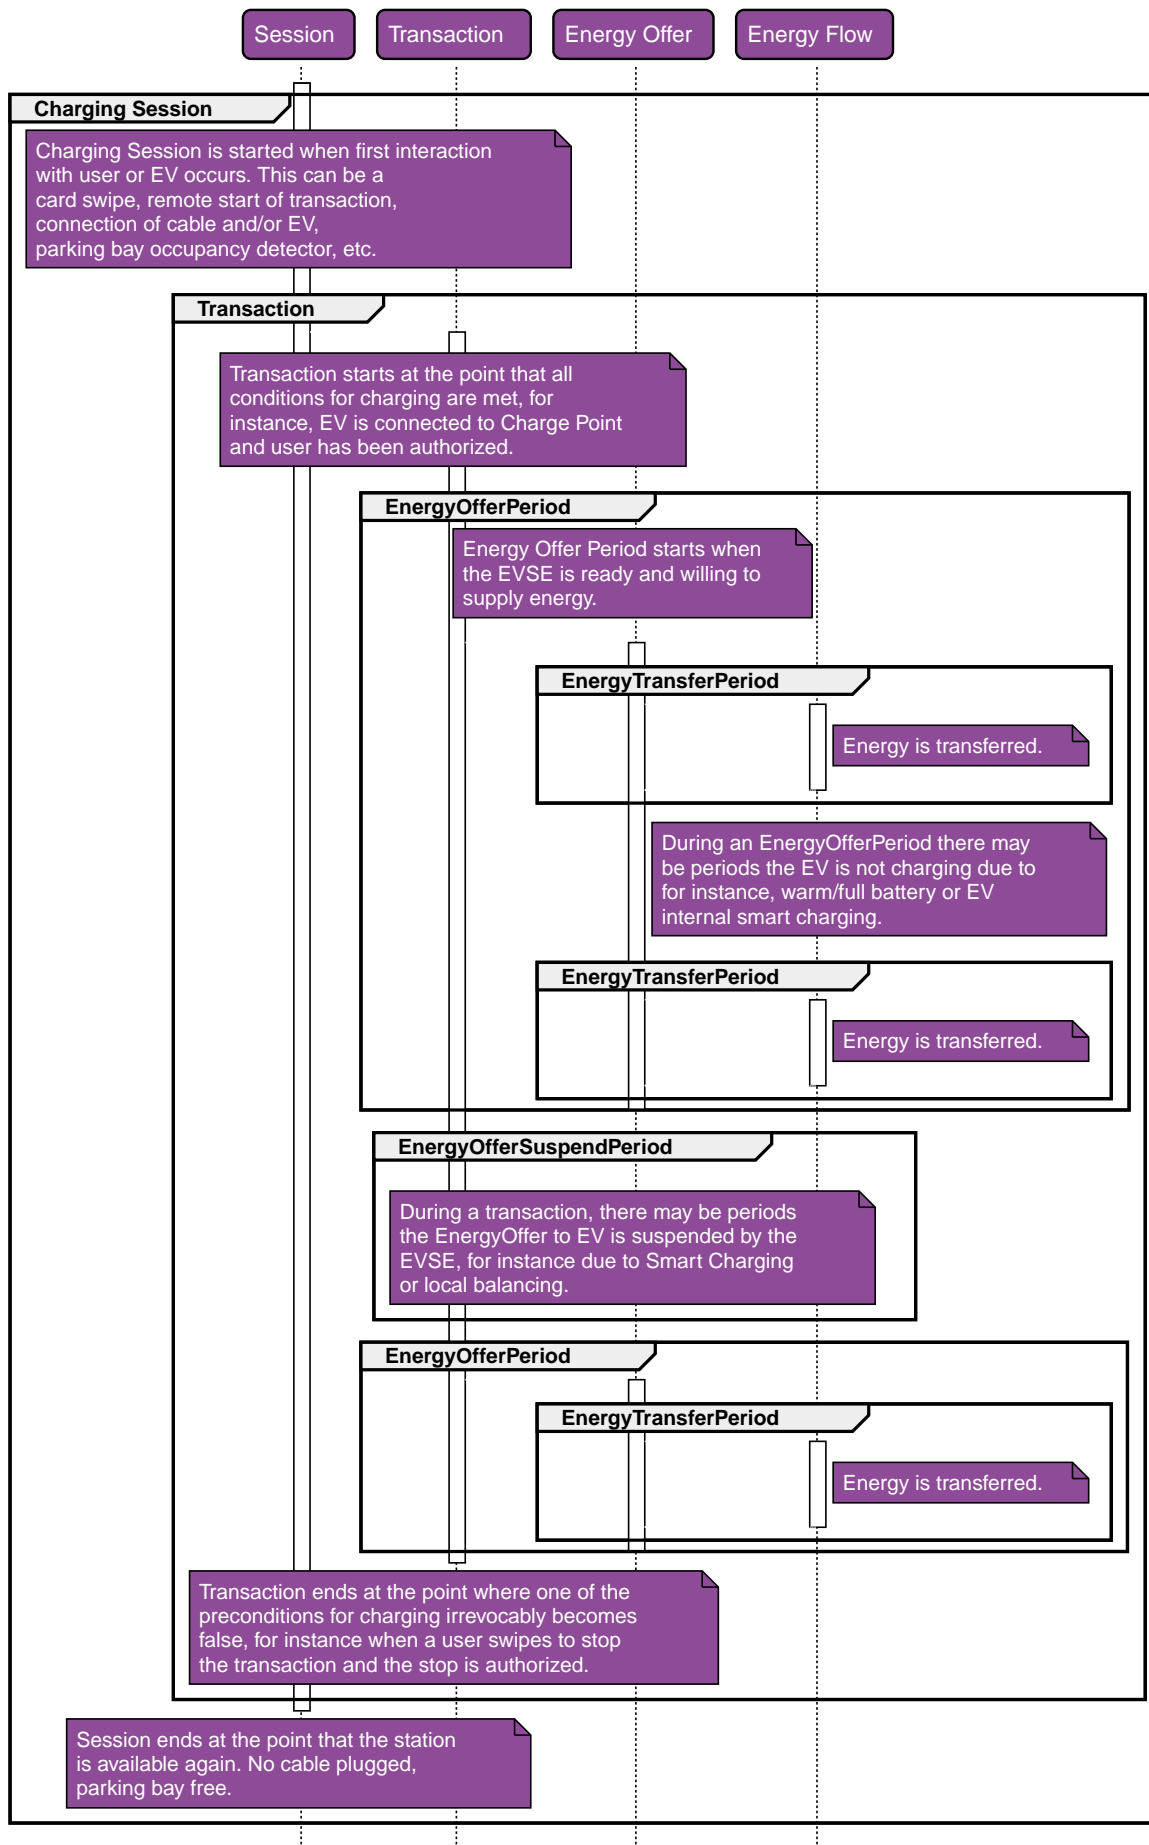 Session
Transaction
Energy Offer
Energy Flow
Charging Session
Charging Session is started when first interaction
with user or EV occurs. This can be a
card swipe, remote start of transaction,
connection of cable and/or EV,
parking bay occupancy detector, etc.
Transaction
Transaction starts at the point that all
conditions for charging are met, for
instance, EV is connected to Charge Point
and user has been authorized.
EnergyOfferPeriod
Energy Offer Period starts when
the EVSE is ready and willing to
supply energy.
EnergyTransferPeriod
Energy is transferred.
During an EnergyOfferPeriod there may
be periods the EV is not charging due to
for instance, warm/full battery or EV
internal smart charging.
EnergyTransferPeriod
Energy is transferred.
EnergyOfferSuspendPeriod
During a transaction, there may be periods
the EnergyOffer to EV is suspended by the
EVSE, for instance due to Smart Charging
or local balancing.
EnergyOfferPeriod
EnergyTransferPeriod
Energy is transferred.
Transaction ends at the point where one of the
preconditions for charging irrevocably becomes
false, for instance when a user swipes to stop
the transaction and the stop is authorized.
Session ends at the point that the station
is available again. No cable plugged,
parking bay free.